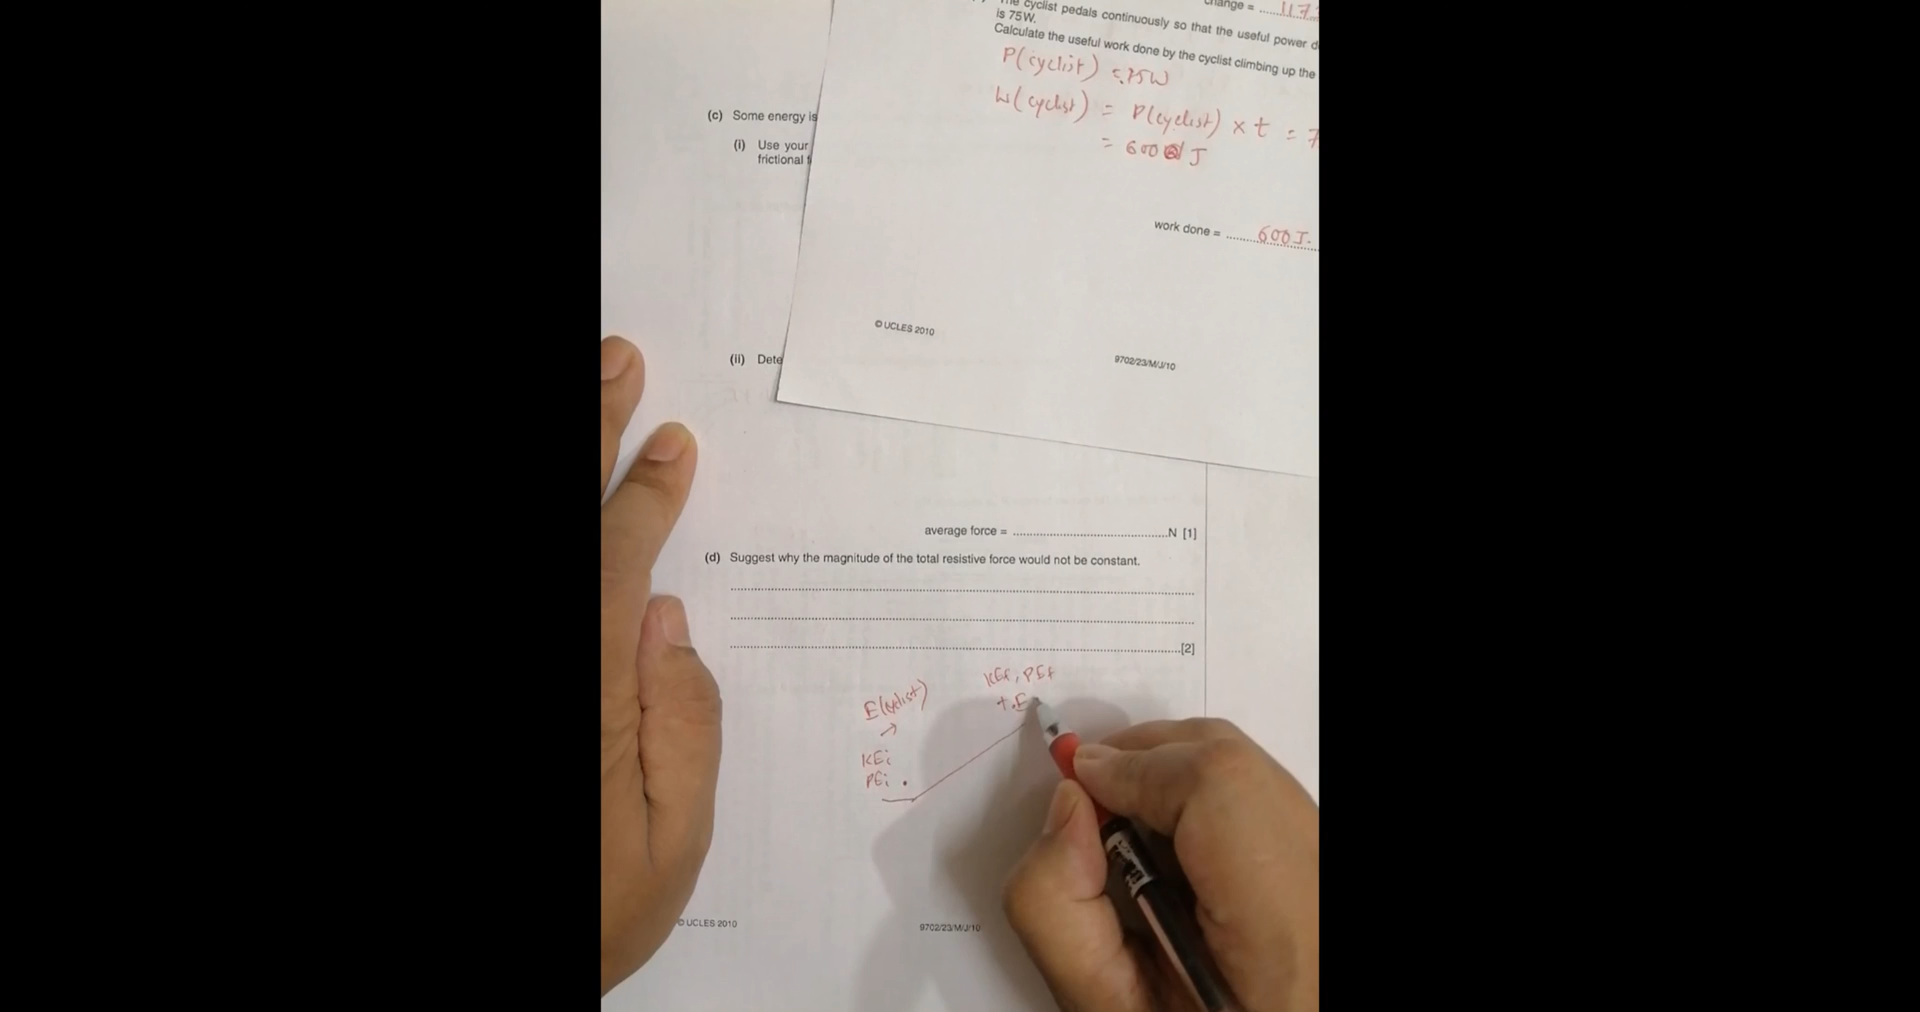 change = ........117
The cyclist pedals continuously so that the useful power d
is 75W.
Calculate the useful work done by the cyclist climbing up the
P(cyclist) = 75W
W(cyclist) = P(cyclist) × t = 7
= 600 J
work done = ........600J.
© UCLES 2010
9702/23/M/J/10
(c) Some energy is
(i) Use your
frictional f
(ii) Dete
average force = ........................................N [1]
(d) Suggest why the magnitude of the total resistive force would not be constant.
........................................
........................................
........................................[2]
KEf, PEf
+ E
E(cyclist)
→
KEi
PEi
© UCLES 2010
9702/23/M/J/10